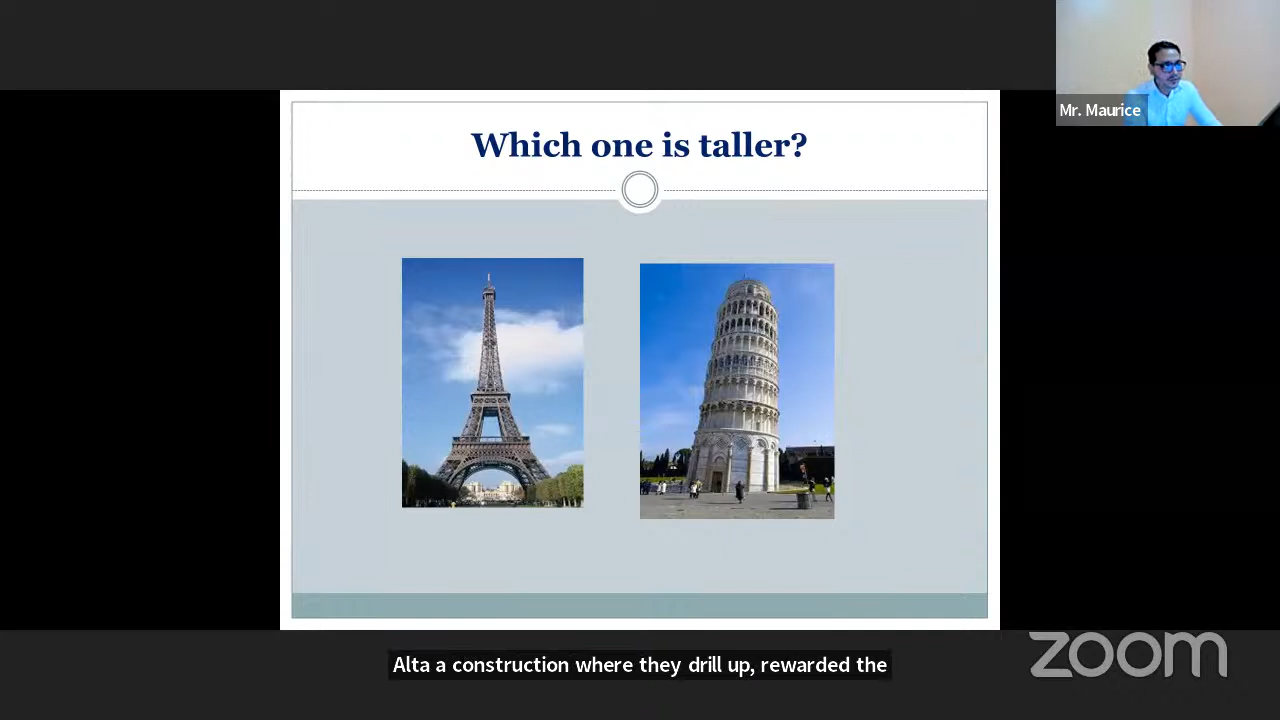 Mr. Maurice
Which one is taller?
Alta a construction where they drill up, rewarded the
zoom